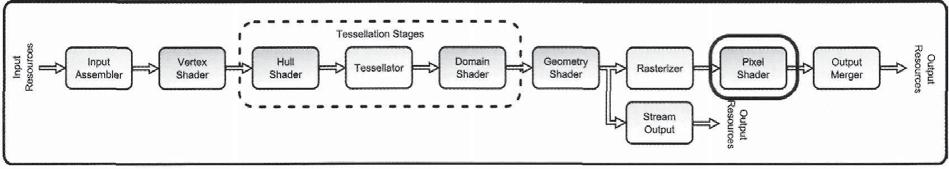 Input
Resources
Input
Assembler
Vertex
Shader
Tessellation Stages
Hull
Shader
Tessellator
Domain
Shader
Geometry
Shader
Rasterizer
Pixel
Shader
Output
Merger
Output
Resources
Stream
Output
Output
Resources